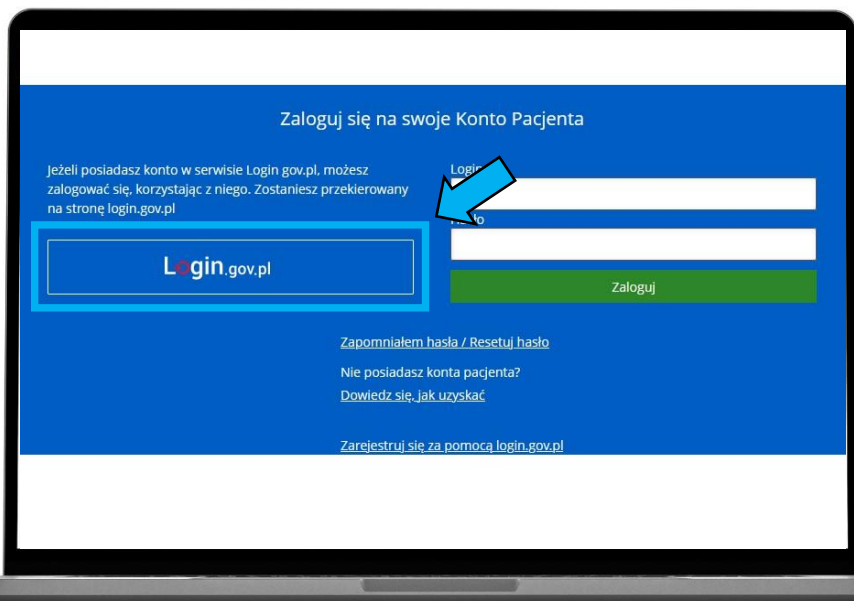 Zaloguj się na swoje Konto Pacjenta
Jeżeli posiadasz konto w serwisie Login gov.pl, możesz
zalogować się, korzystając z niego. Zostaniesz przekierowany
na stronę login.gov.pl
Login.gov.pl
Login
Zaloguj
Zapomniałem hasła / Resetuj hasło
Nie posiadasz konta pacjenta?
Dowiedz się, jak uzyskać
Zarejestruj się za pomocą login.gov.pl